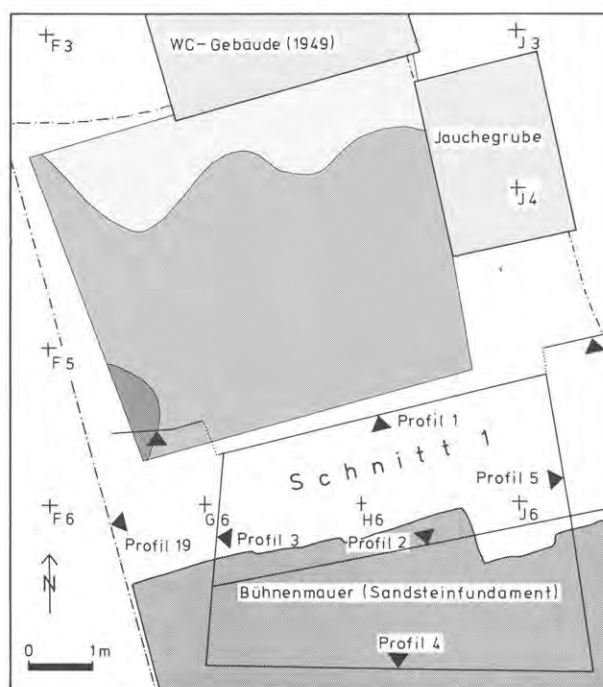 F3
WC-Gebäude (1949)
J3
Jauchegrube
J4
F5
Profil 1
Schnitt 1
Profil 5
F6
G6
H6
J6
Profil 19
Profil 3
Profil 2
N
Bühnenmauer (Sandsteinfundament)
Profil 4
0 1m